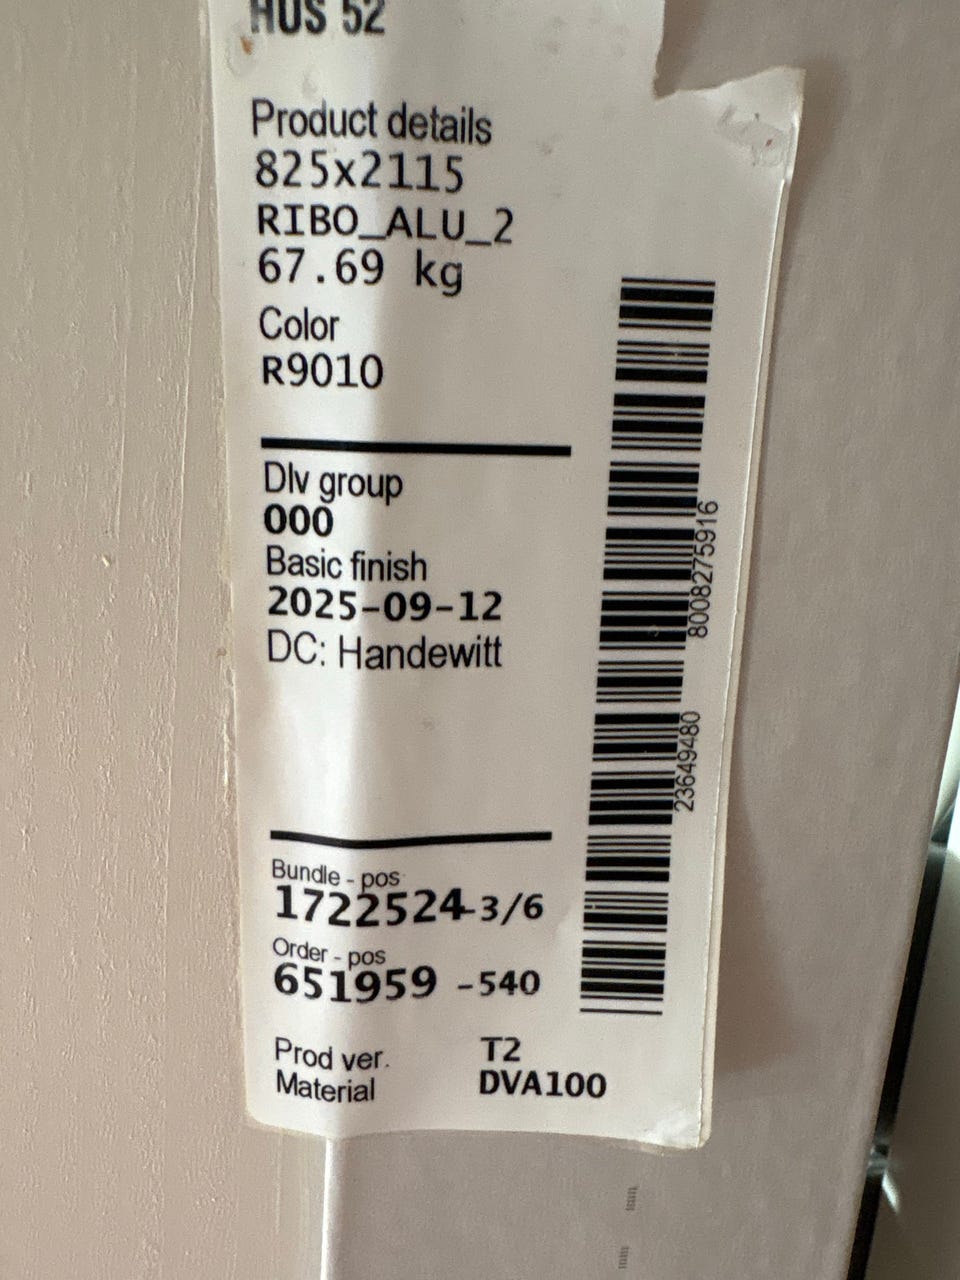 HUS 52
Product details
825x2115
RIBO_ALU_2
67.69 kg
Color
R9010
Dlv group
000
Basic finish
2025-09-12
DC: Handewitt
8008275916
23649480
Bundle - pos
1722524-3/6
Order - pos
651959 -540
Prod ver. T2
Material DVA100